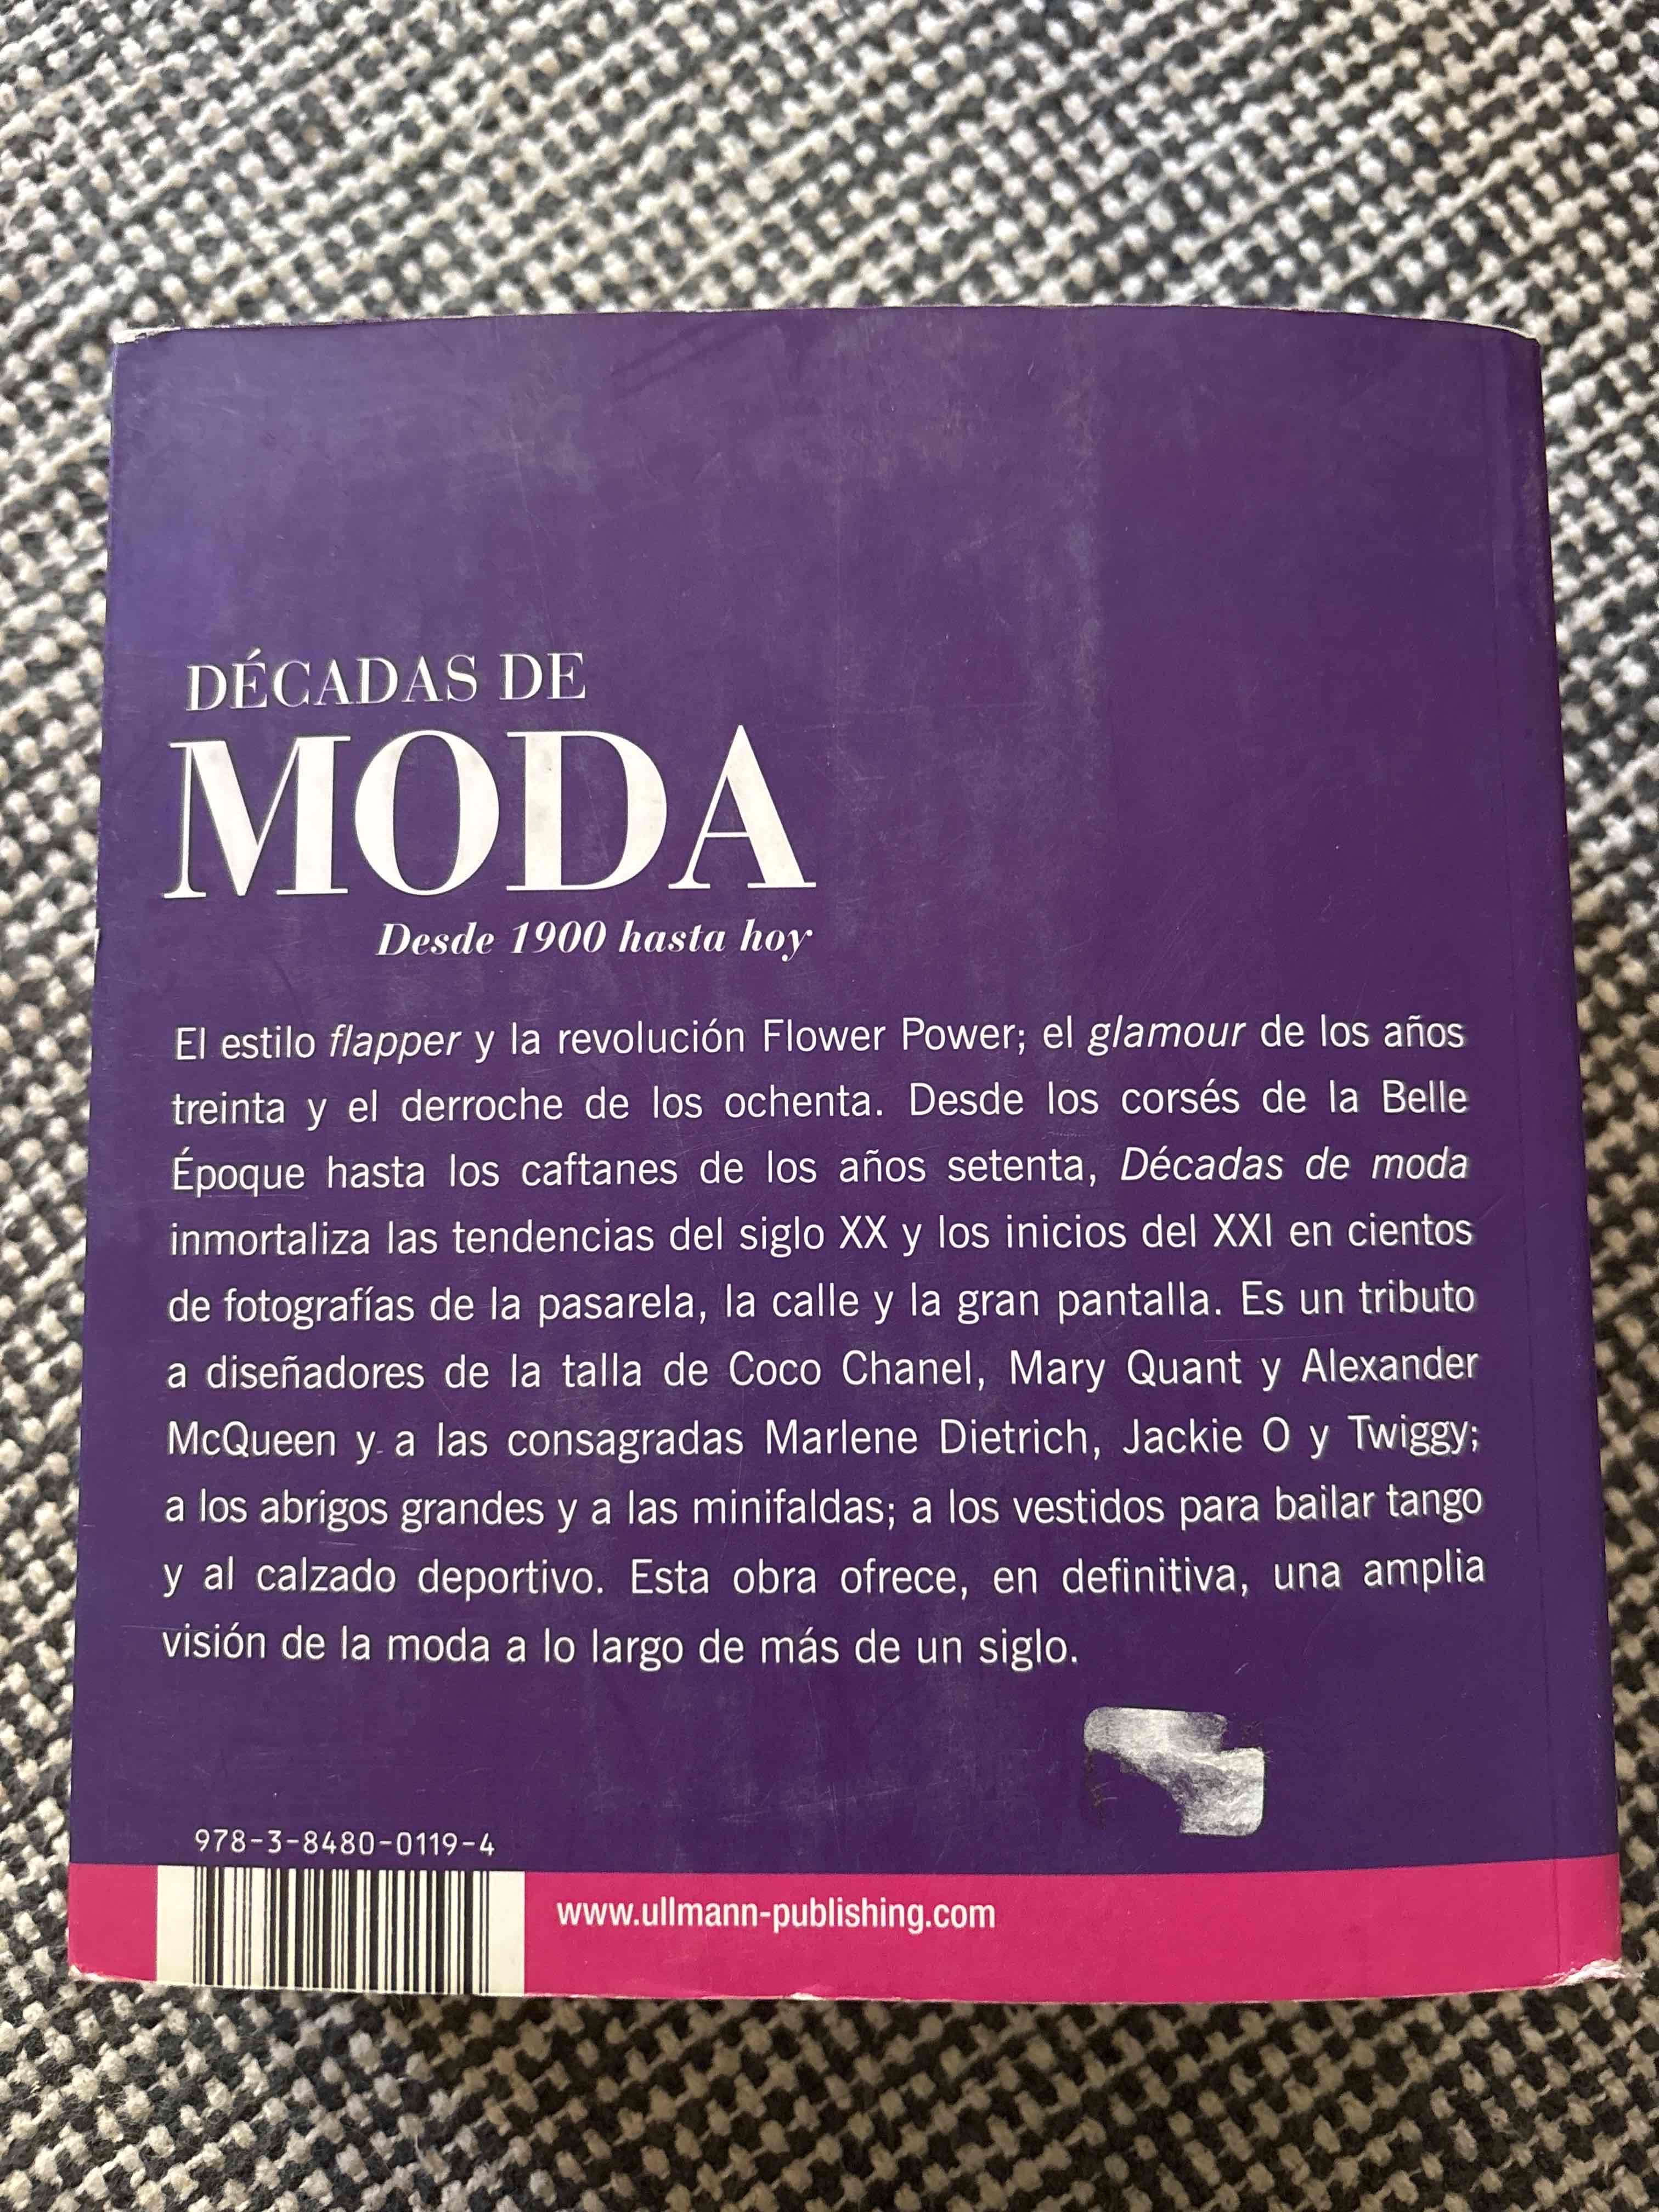 DÉCADAS DE
MODA
Desde 1900 hasta hoy
El estilo flapper y la revolución Flower Power; el glamour de los años
treinta y el derroche de los ochenta. Desde los corsés de la Belle
Époque hasta los caftanes de los años setenta, Décadas de moda
inmortaliza las tendencias del siglo XX y los inicios del XXI en cientos
de fotografías de la pasarela, la calle y la gran pantalla. Es un tributo
a diseñadores de la talla de Coco Chanel, Mary Quant y Alexander
McQueen y a las consagradas Marlene Dietrich, Jackie O y Twiggy;
a los abrigos grandes y a las minifaldas; a los vestidos para bailar tango
y al calzado deportivo. Esta obra ofrece, en definitiva, una amplia
visión de la moda a lo largo de más de un siglo.
978-3-8480-0119-4
www.ullmann-publishing.com